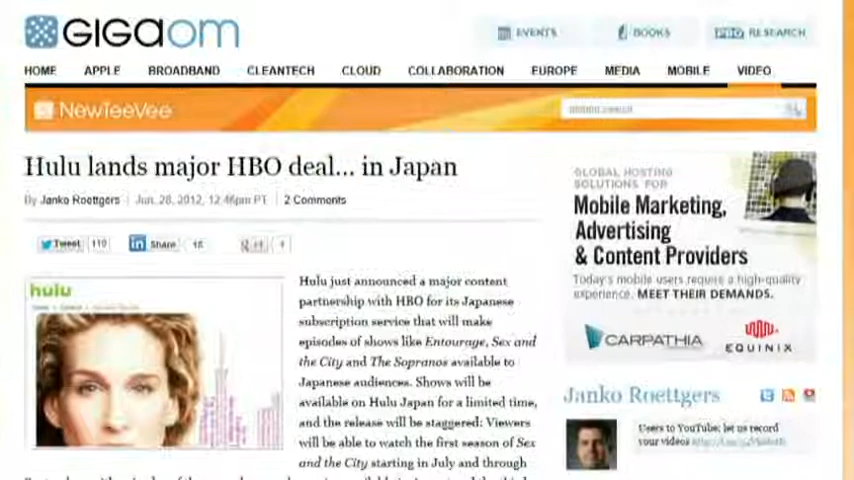 GIGAOM
EVENTS
BOOKS
PRO RESEARCH
HOME APPLE BROADBAND CLEANTECH CLOUD COLLABORATION EUROPE MEDIA MOBILE VIDEO
NewTeeVee
Hulu lands major HBO deal... in Japan
By Janko Roettgers | Jun. 28, 2012, 12:46pm PT | 2 Comments
Tweet 119
in Share 18
+1
hulu
Hulu just announced a major content
partnership with HBO for its Japanese
subscription service that will make
episodes of shows like Entourage, Sex and
the City and The Sopranos available to
Japanese audiences. Shows will be
available on Hulu Japan for a limited time,
and the release will be staggered: Viewers
will be able to watch the first season of Sex
and the City starting in July and through
GLOBAL HOSTING
SOLUTIONS FOR
Mobile Marketing,
Advertising
& Content Providers
Today's mobile users require a high-quality
experience. MEET THEIR DEMANDS.
CARPATHIA
EQUINIX
Janko Roettgers
Users to YouTube: let us record
your videos